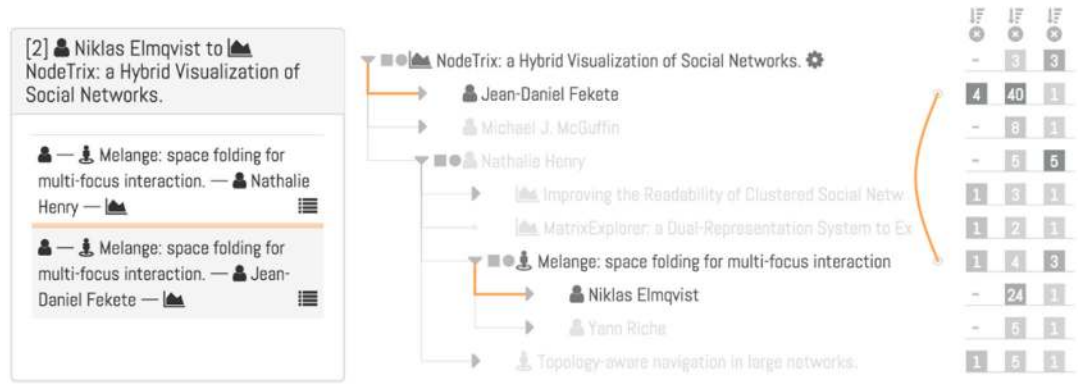 [2] Niklas Elmqvist to
NodeTrix: a Hybrid Visualization of
Social Networks.
— Melange: space folding for
multi-focus interaction. — Nathalie
Henry —
— Melange: space folding for
multi-focus interaction. — Jean-
Daniel Fekete —
NodeTrix: a Hybrid Visualization of Social Networks. - 3 3
Jean-Daniel Fekete 4 40 1
Michael J. McGuffin - 8 1
Nathalie Henry - 5 5
Improving the Readability of Clustered Social Netw 1 3 1
MatrixExplorer: a Dual-Representation System to Ex 1 2 1
Melange: space folding for multi-focus interaction 1 4 3
Niklas Elmqvist - 24 1
Yann Riche - 5 1
Topology-aware navigation in large networks. 1 5 1